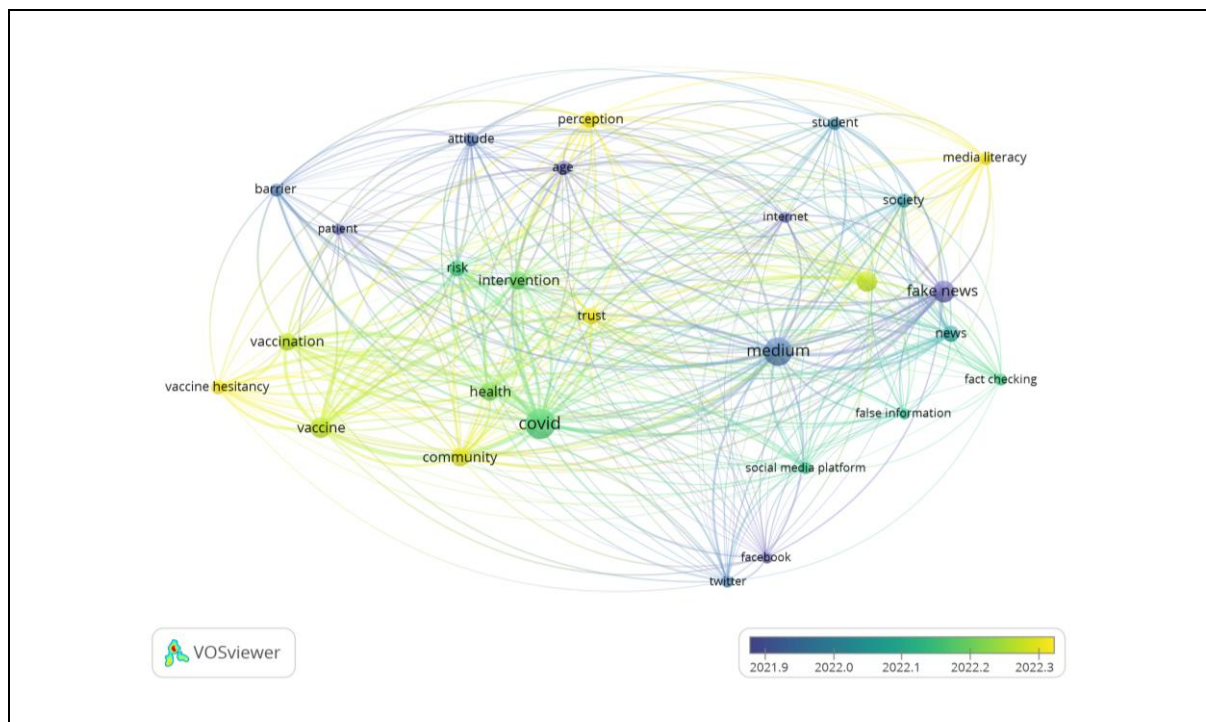 perception
student
attitude
media literacy
age
barrier
society
internet
patient
risk
intervention
fake news
trust
news
vaccination
medium
fact checking
vaccine hesitancy
health
false information
covid
vaccine
community
social media platform
facebook
twitter
VOSviewer
2021.9 2022.0 2022.1 2022.2 2022.3